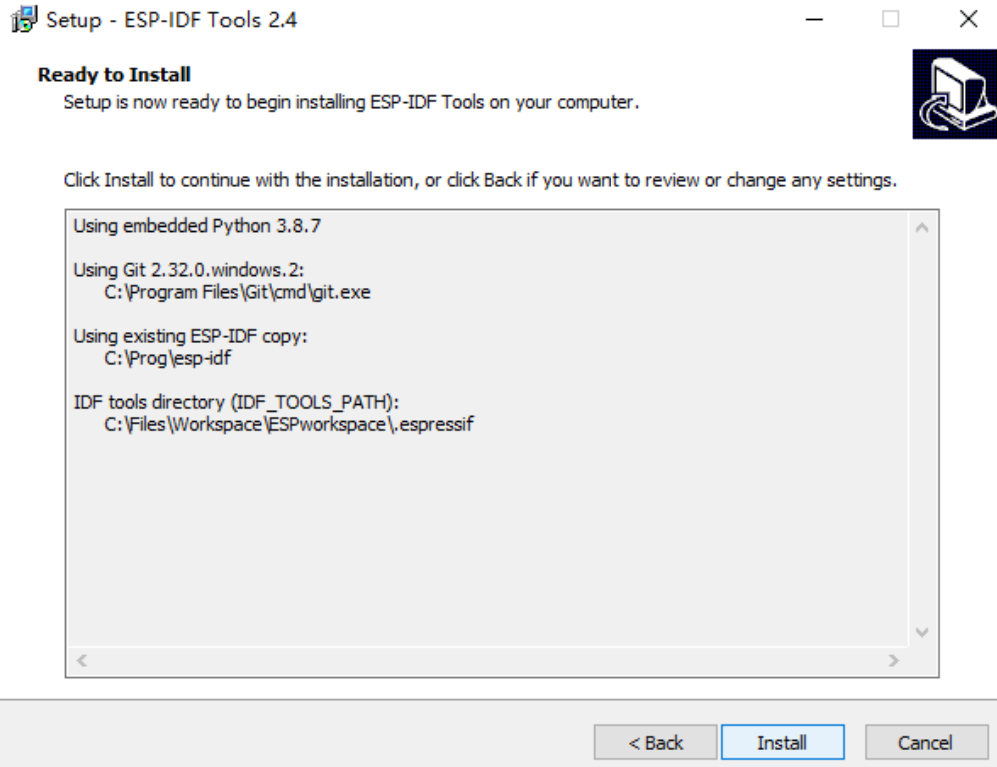 Setup - ESP-IDF Tools 2.4
Ready to Install
Setup is now ready to begin installing ESP-IDF Tools on your computer.
Click Install to continue with the installation, or click Back if you want to review or change any settings.
Using embedded Python 3.8.7
Using Git 2.32.0.windows.2:
C:\Program Files\Git\cmd\git.exe
Using existing ESP-IDF copy:
C:\Prog\esp-idf
IDF tools directory (IDF_TOOLS_PATH):
C:\Files\Workspace\ESPworkspace\.espressif
< Back
Install
Cancel